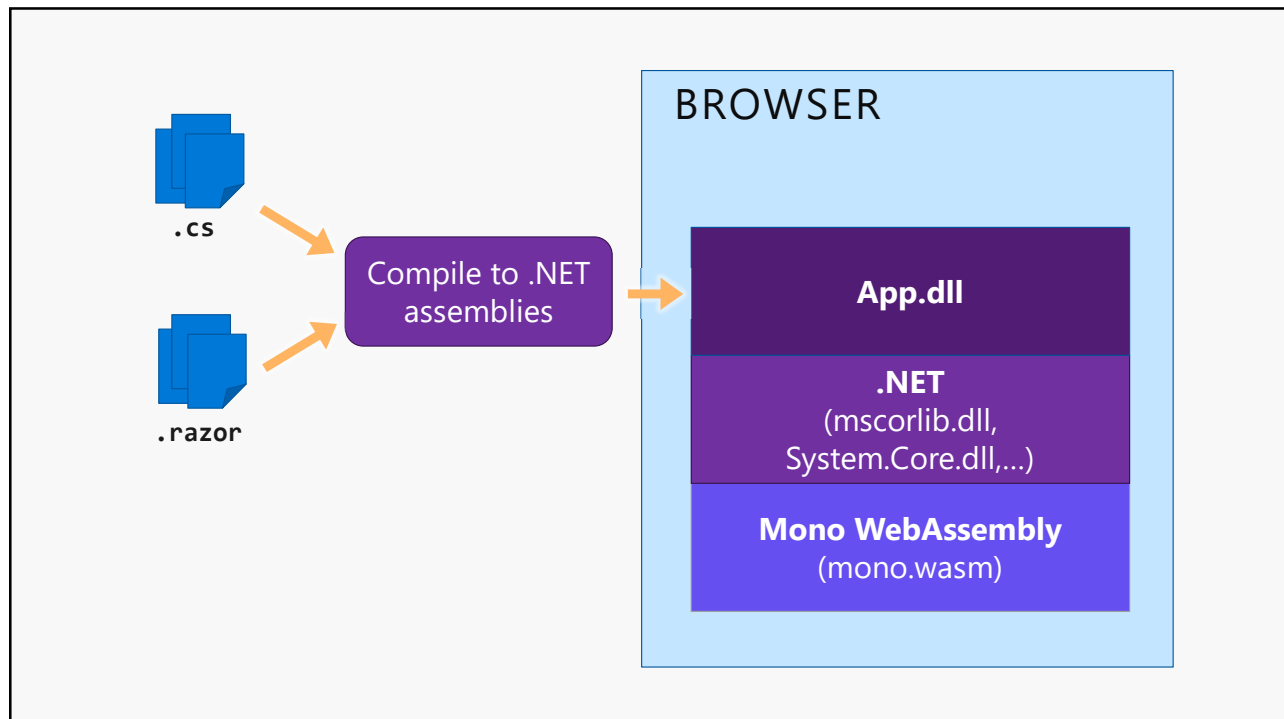 BROWSER
.cs
Compile to .NET
assemblies
.razor
App.dll
.NET
(mscorlib.dll,
System.Core.dll,...)
Mono WebAssembly
(mono.wasm)